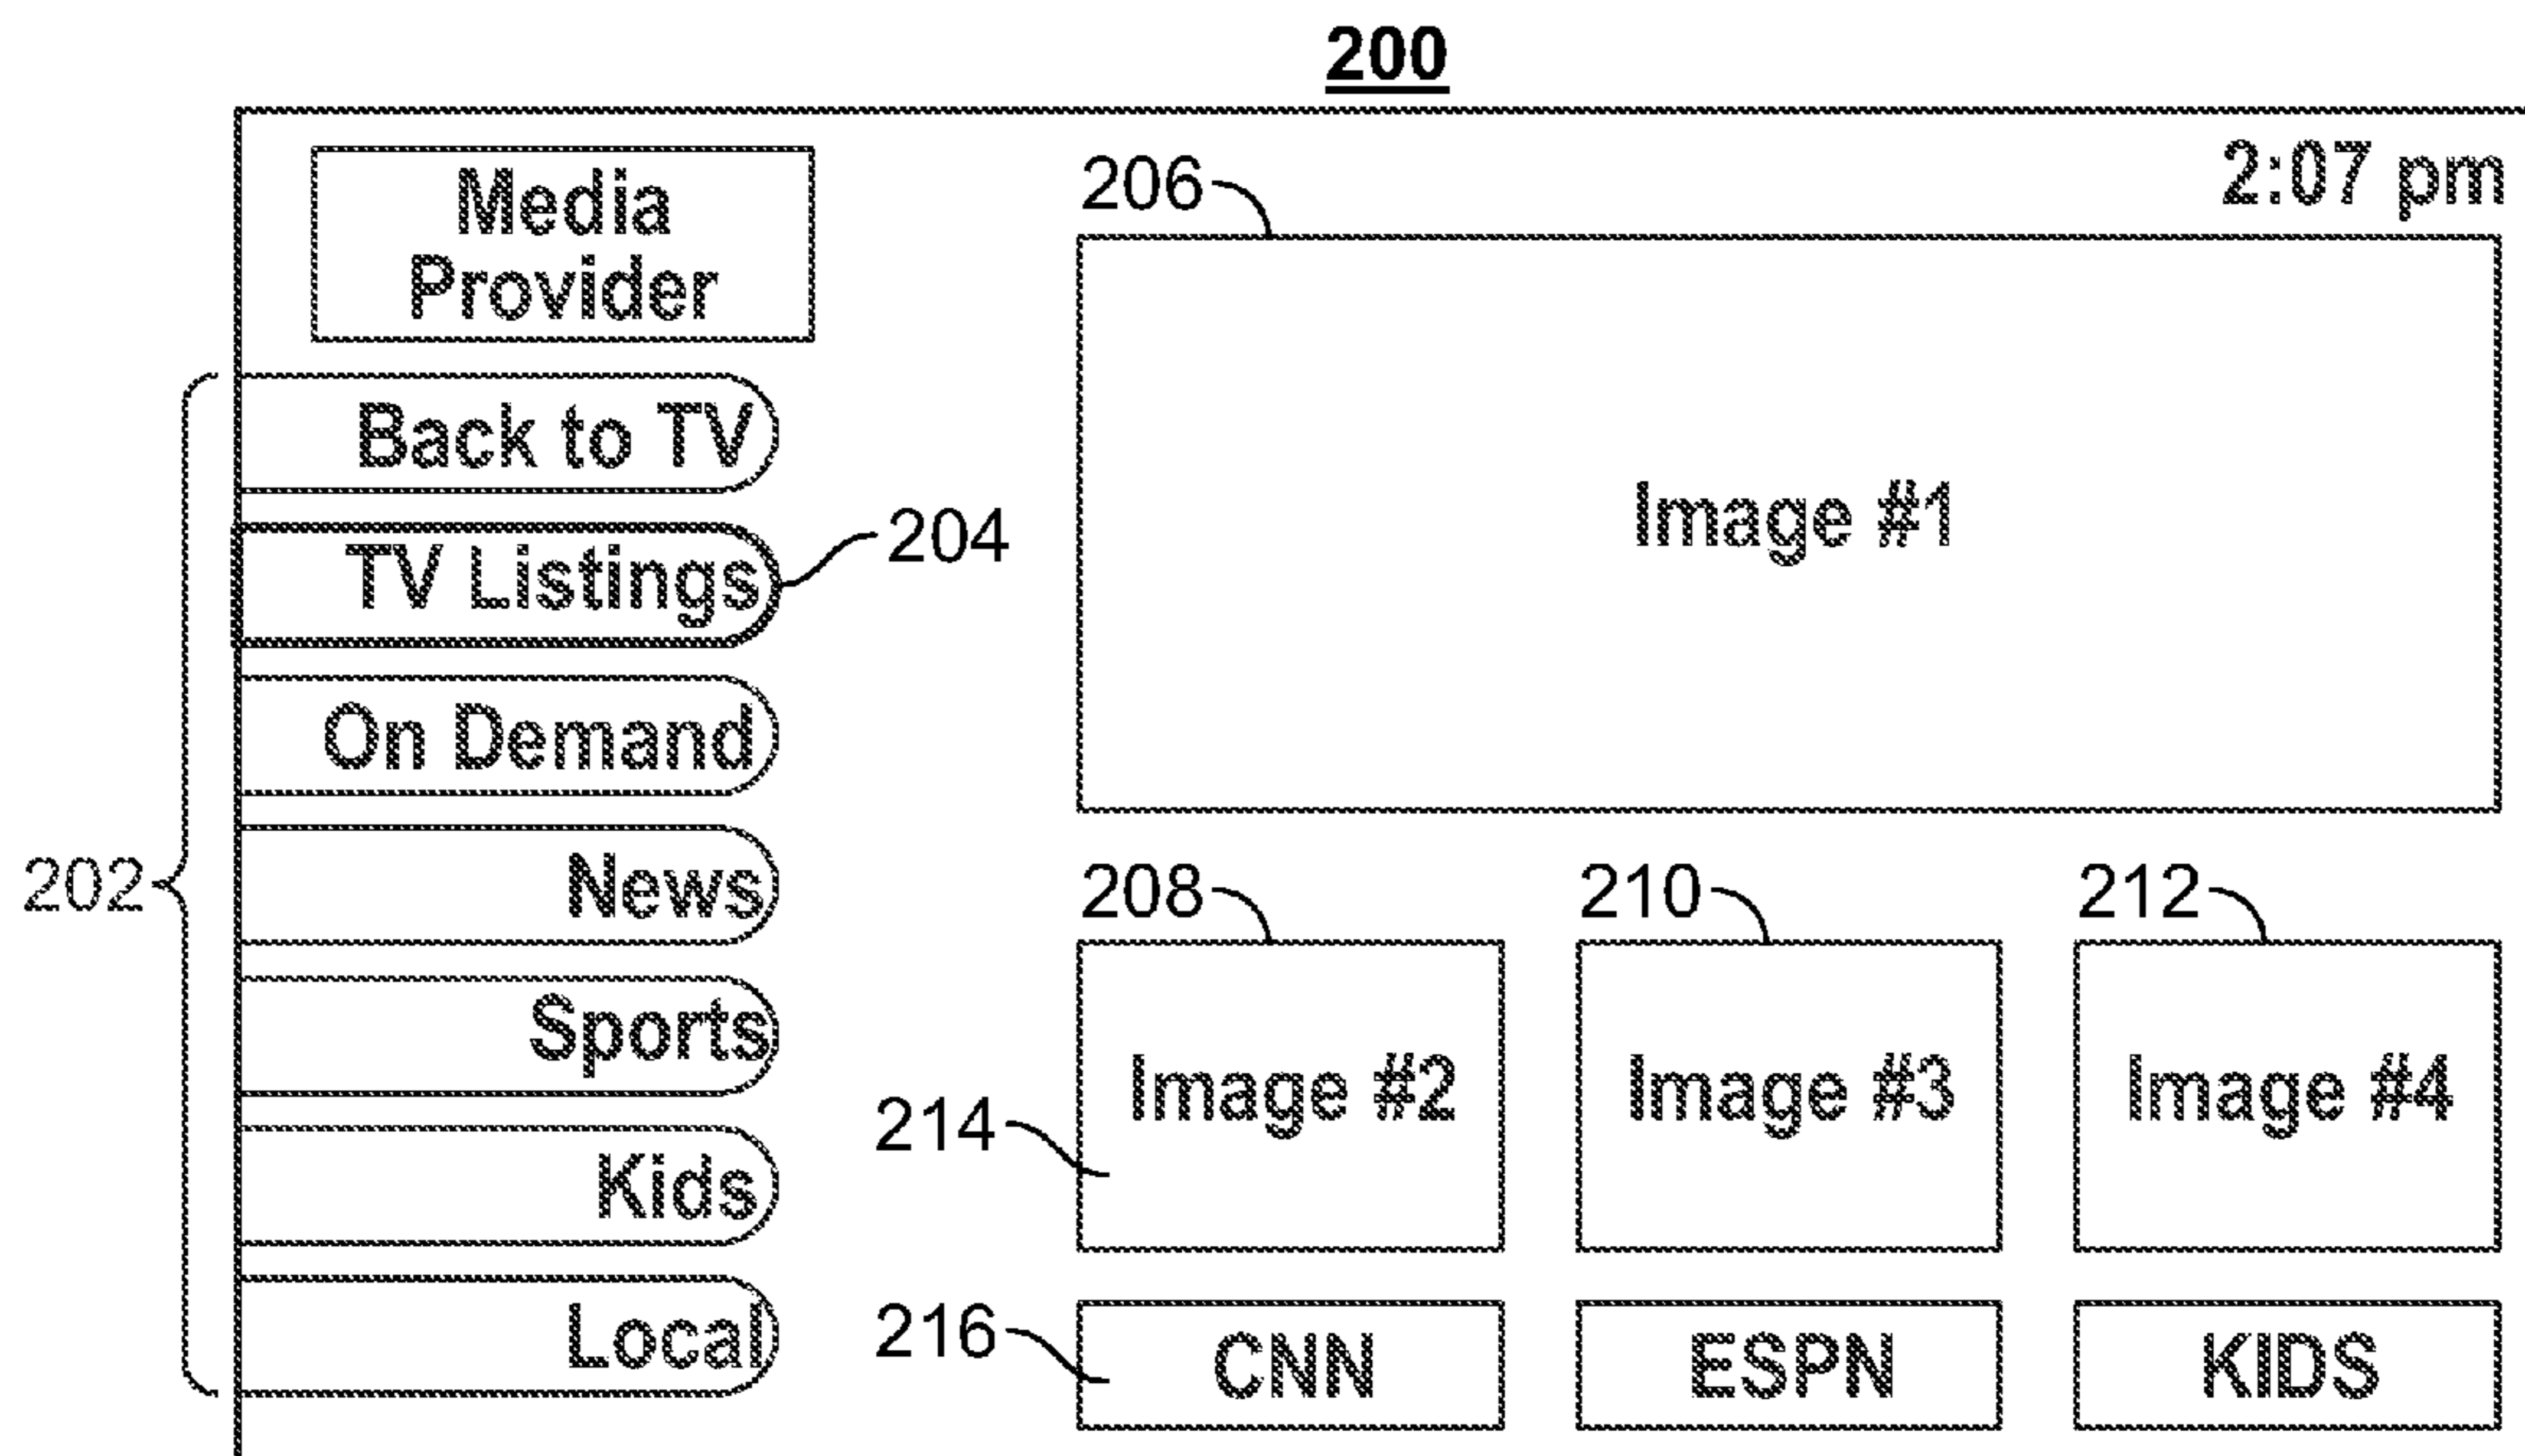 200
2:07 pm
Media
Provider
206
Back to TV
Image #1
TV Listings
204
On Demand
News
202
208
210
212
Sports
Image #2
Image #3
Image #4
214
Kids
Local
216
CNN
ESPN
KIDS